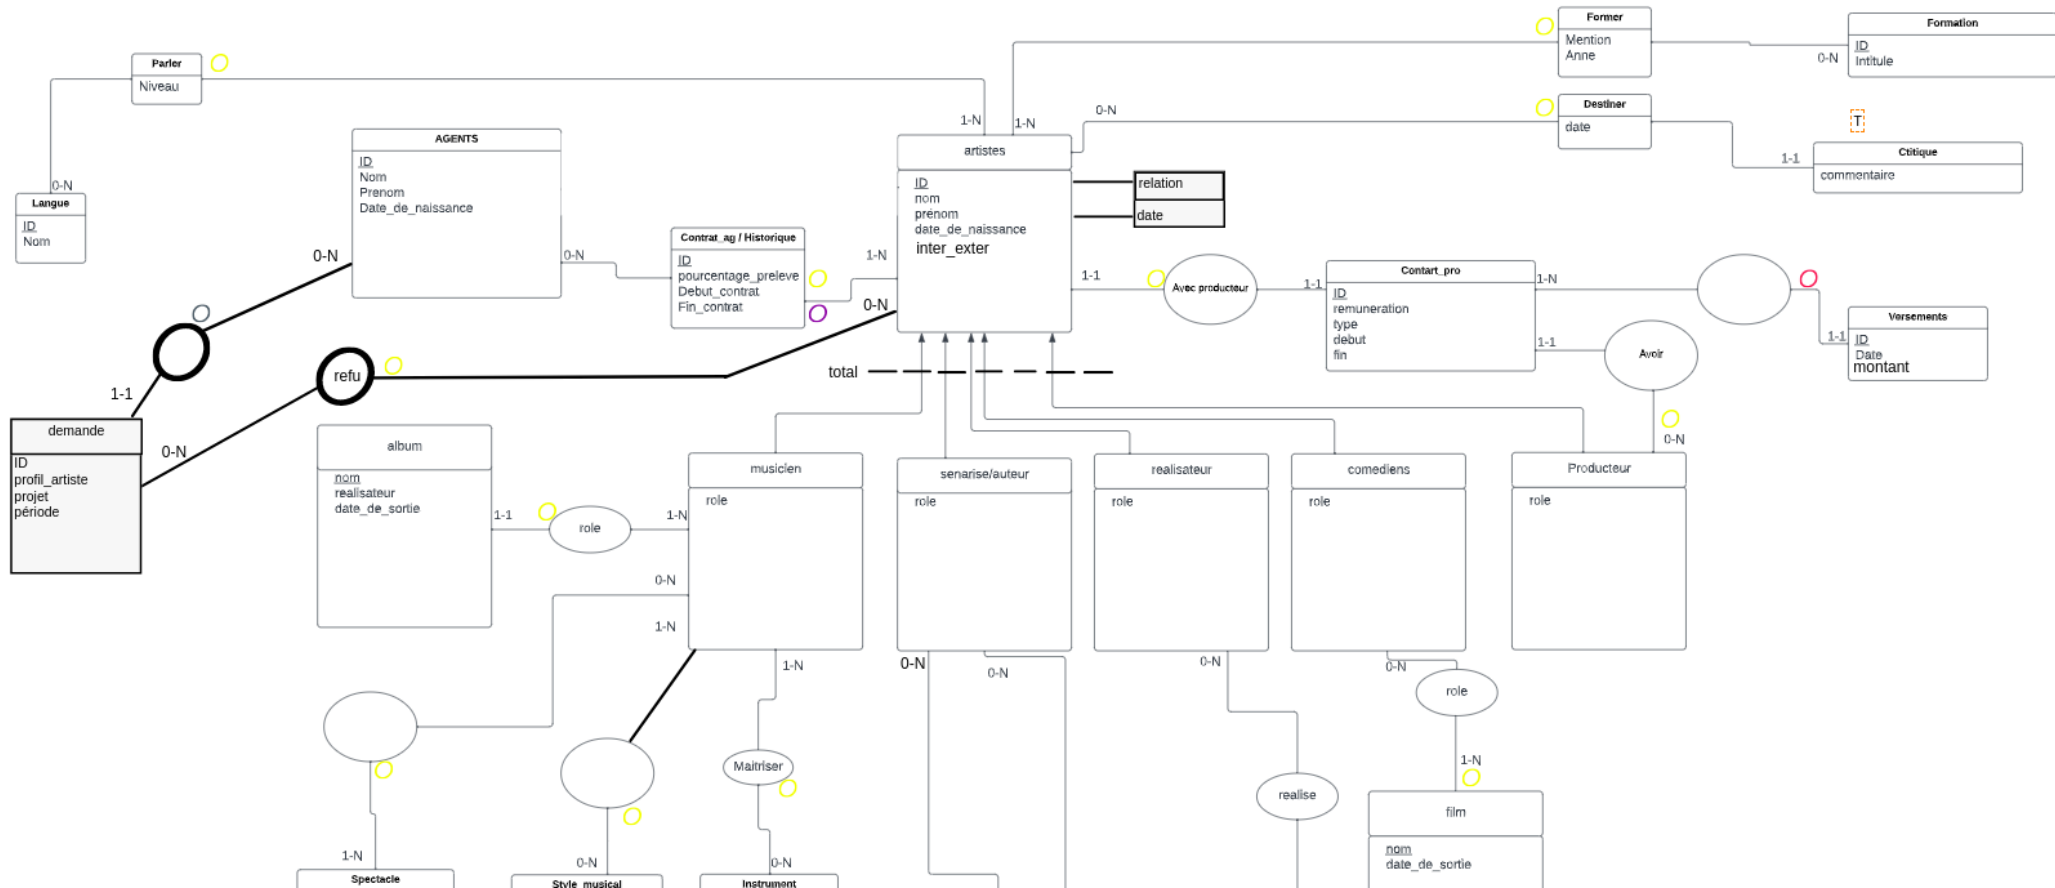 Former
Mention
Anne
Formation
ID
Intitule
0-N
Parler
Niveau
1-N
1-N
0-N
Destiner
date
T
1-1
Ctitique
commentaire
0-N
Langue
ID
Nom
AGENTS
ID
Nom
Prenom
Date_de_naissance
0-N
0-N
Contrat_ag / Historique
ID
pourcentage_preleve
Debut_contrat
Fin_contrat
1-N
0-N
artistes
ID
nom
prénom
date_de_naissance
inter_exter
relation
date
1-1
Avec producteur
1-1
Contart_pro
ID
remuneration
type
debut
fin
1-N
1-1
Avoir
0-N
1-1
Versements
ID
Date
montant
refu
1-1
0-N
demande
ID
profil_artiste
projet
période
total
album
nom
realisateur
date_de_sortie
1-1
role
1-N
musicien
role
senarise/auteur
role
realisateur
role
comediens
role
Producteur
role
0-N
1-N
1-N
0-N
0-N
0-N
0-N
role
Maitriser
realise
1-N
film
nom
date_de_sortie
1-N
0-N
0-N
Spectacle
Style_musical
Instrument